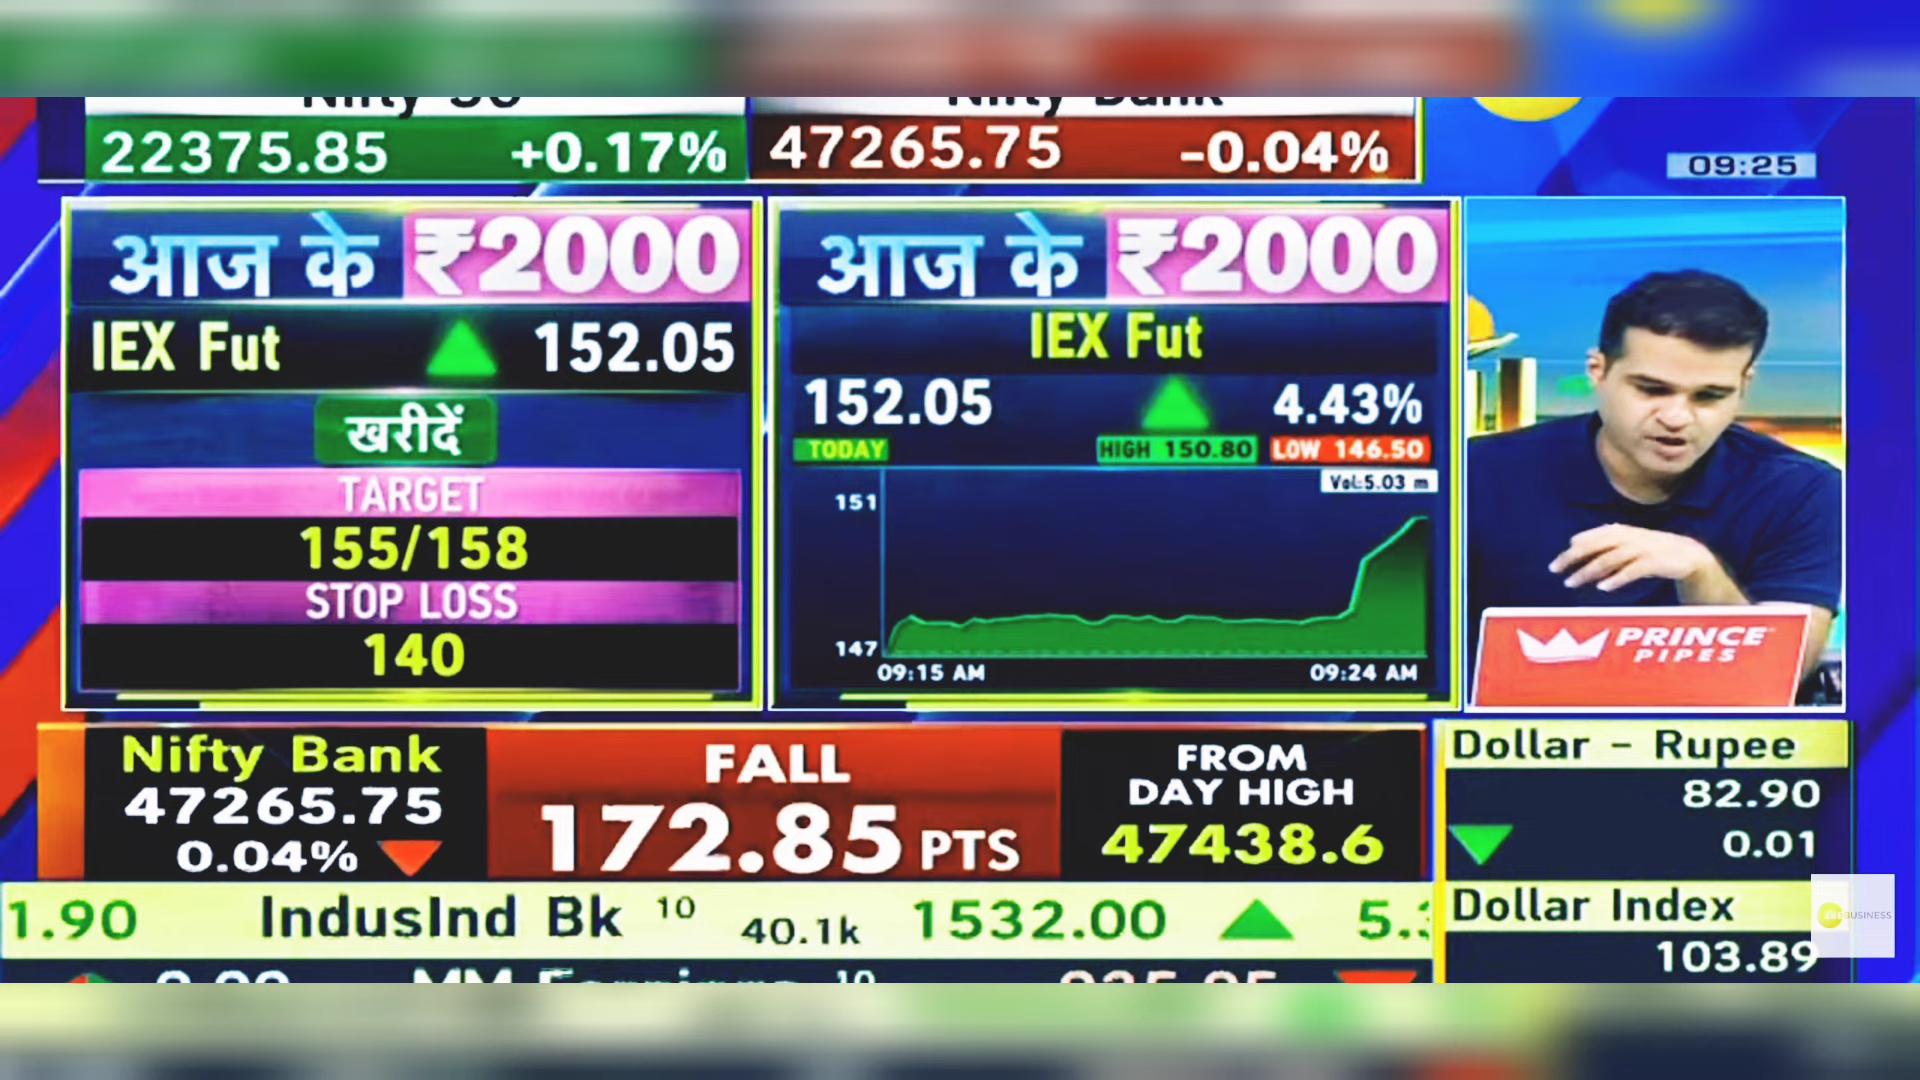 22375.85 +0.17%
47265.75 -0.04%
09:25
आज के ₹2000
IEX Fut 152.05
खरीदें
TARGET
155/158
STOP LOSS
140
आज के ₹2000
IEX Fut
152.05 4.43%
TODAY HIGH 150.80 LOW 146.50
Vol:5.03 m
151
147
09:15 AM 09:24 AM
PRINCE
PIPES
Nifty Bank
47265.75
0.04%
FALL
172.85 PTS
FROM
DAY HIGH
47438.6
Dollar - Rupee
82.90
0.01
Dollar Index
103.89
1.90 IndusInd Bk 10 40.1k 1532.00
ZEE BUSINESS